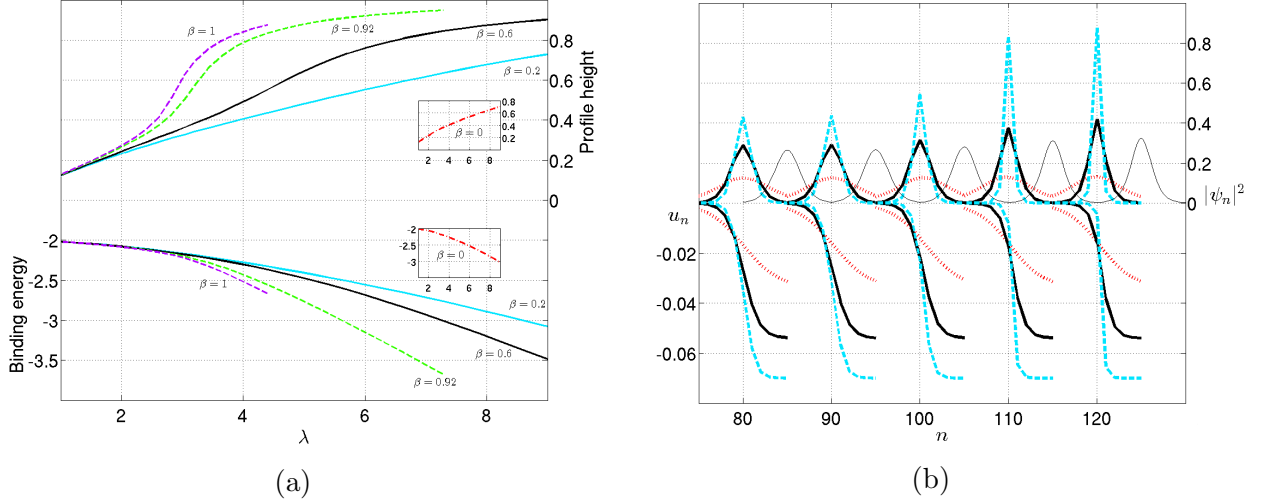 β = 1
β = 0.92
β = 0.6
β = 0.2
0.8
0.6
0.4
0.2
0
Profile height
0.8
0.6
0.4
0.2
β = 0
2 4 6 8
-2
-2.5
-3
β = 0
2 4 6 8
-2
-2.5
-3
-3.5
Binding energy
β = 1
β = 0.2
β = 0.6
β = 0.92
2 4 6 8
λ
(a)
0.8
0.6
0.4
0.2
0
|ψₙ|²
uₙ
-0.02
-0.04
-0.06
80 90 100 110 120
n
(b)